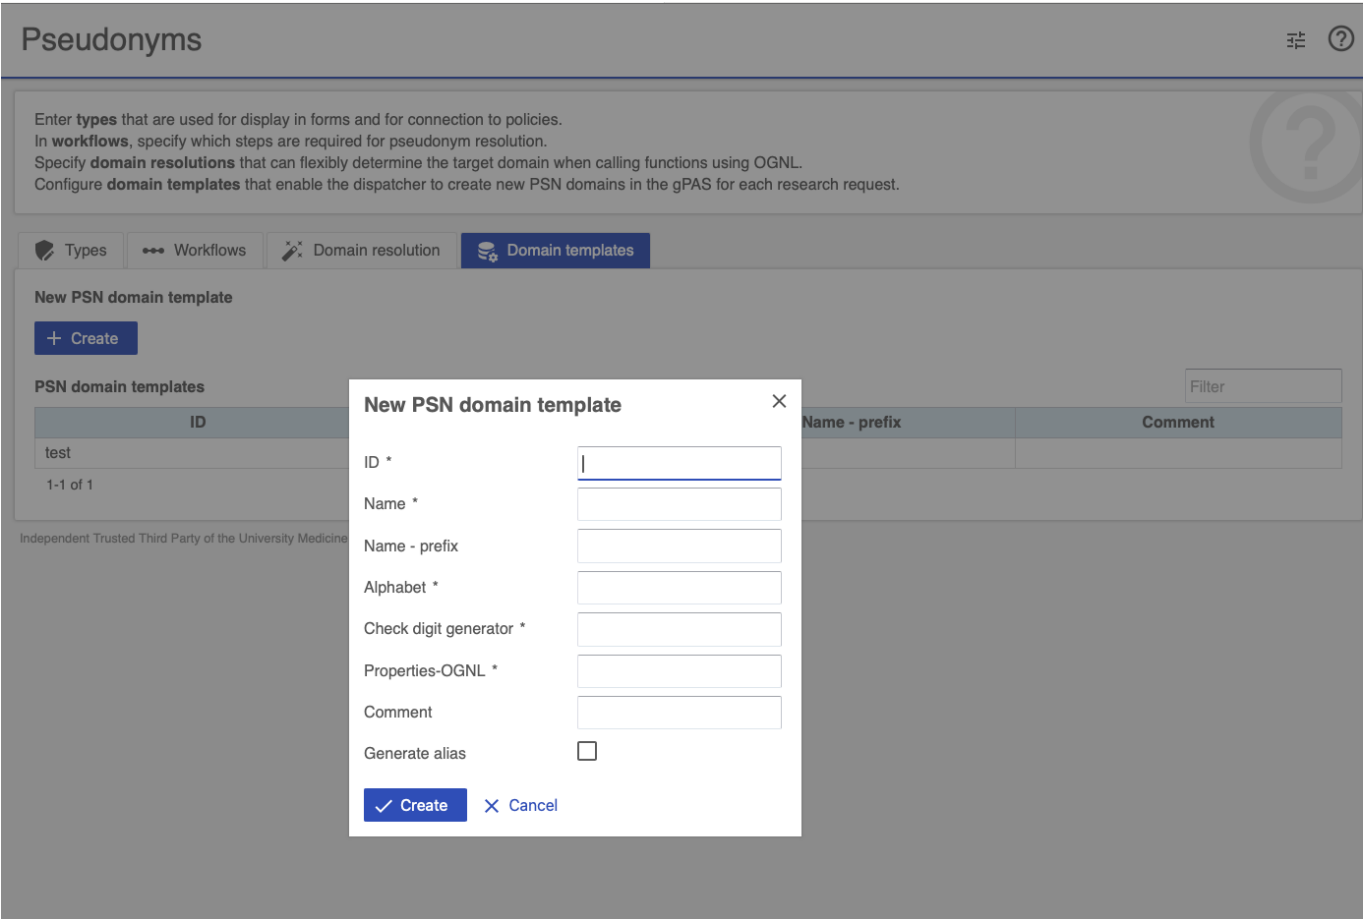 Pseudonyms
Enter types that are used for display in forms and for connection to policies.
In workflows, specify which steps are required for pseudonym resolution.
Specify domain resolutions that can flexibly determine the target domain when calling functions using OGNL.
Configure domain templates that enable the dispatcher to create new PSN domains in the gPAS for each research request.
Types Workflows Domain resolution Domain templates
New PSN domain template
+ Create
PSN domain templates Filter
ID Name - prefix Comment
test
1-1 of 1
Independent Trusted Third Party of the University Medicine
New PSN domain template
ID *
Name *
Name - prefix
Alphabet *
Check digit generator *
Properties-OGNL *
Comment
Generate alias
Create Cancel